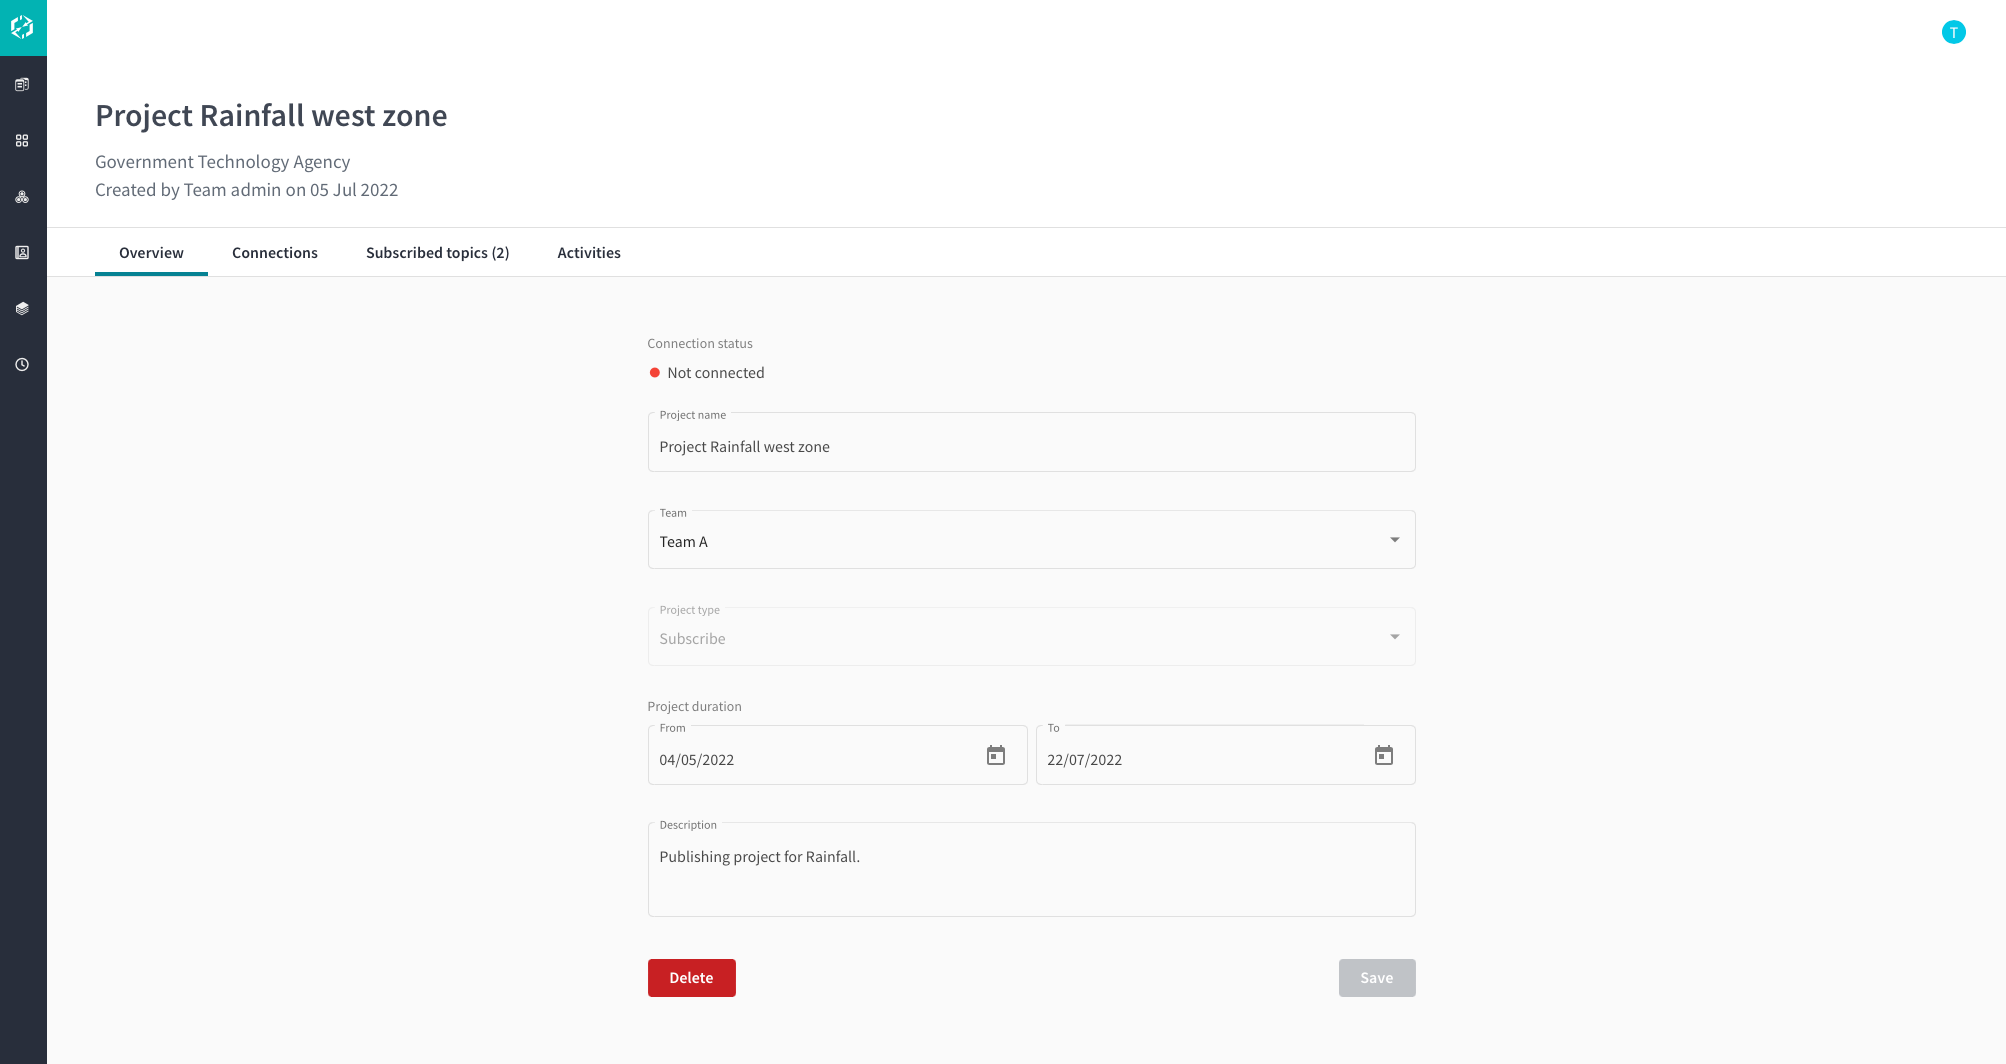 T
Project Rainfall west zone
Government Technology Agency
Created by Team admin on 05 Jul 2022
Overview Connections Subscribed topics (2) Activities
Connection status
Not connected
Project name
Project Rainfall west zone
Team
Team A
Project type
Subscribe
Project duration
From To
04/05/2022 22/07/2022
Description
Publishing project for Rainfall.
Delete Save